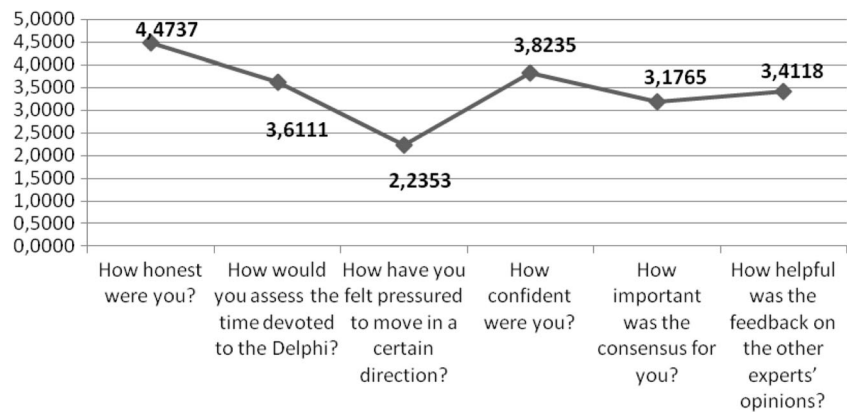 5,0000
4,5000
4,0000
3,5000
3,0000
2,5000
2,0000
1,5000
1,0000
0,5000
0,0000
4,4737
3,6111
2,2353
3,8235
3,1765
3,4118
How honest
were you?
How would
you assess the
time devoted
to the Delphi?
How have you
felt pressured
to move in a
certain
direction?
How
confident
were you?
How
important
was the
consensus for
you?
How helpful
was the
feedback on
the other
experts'
opinions?